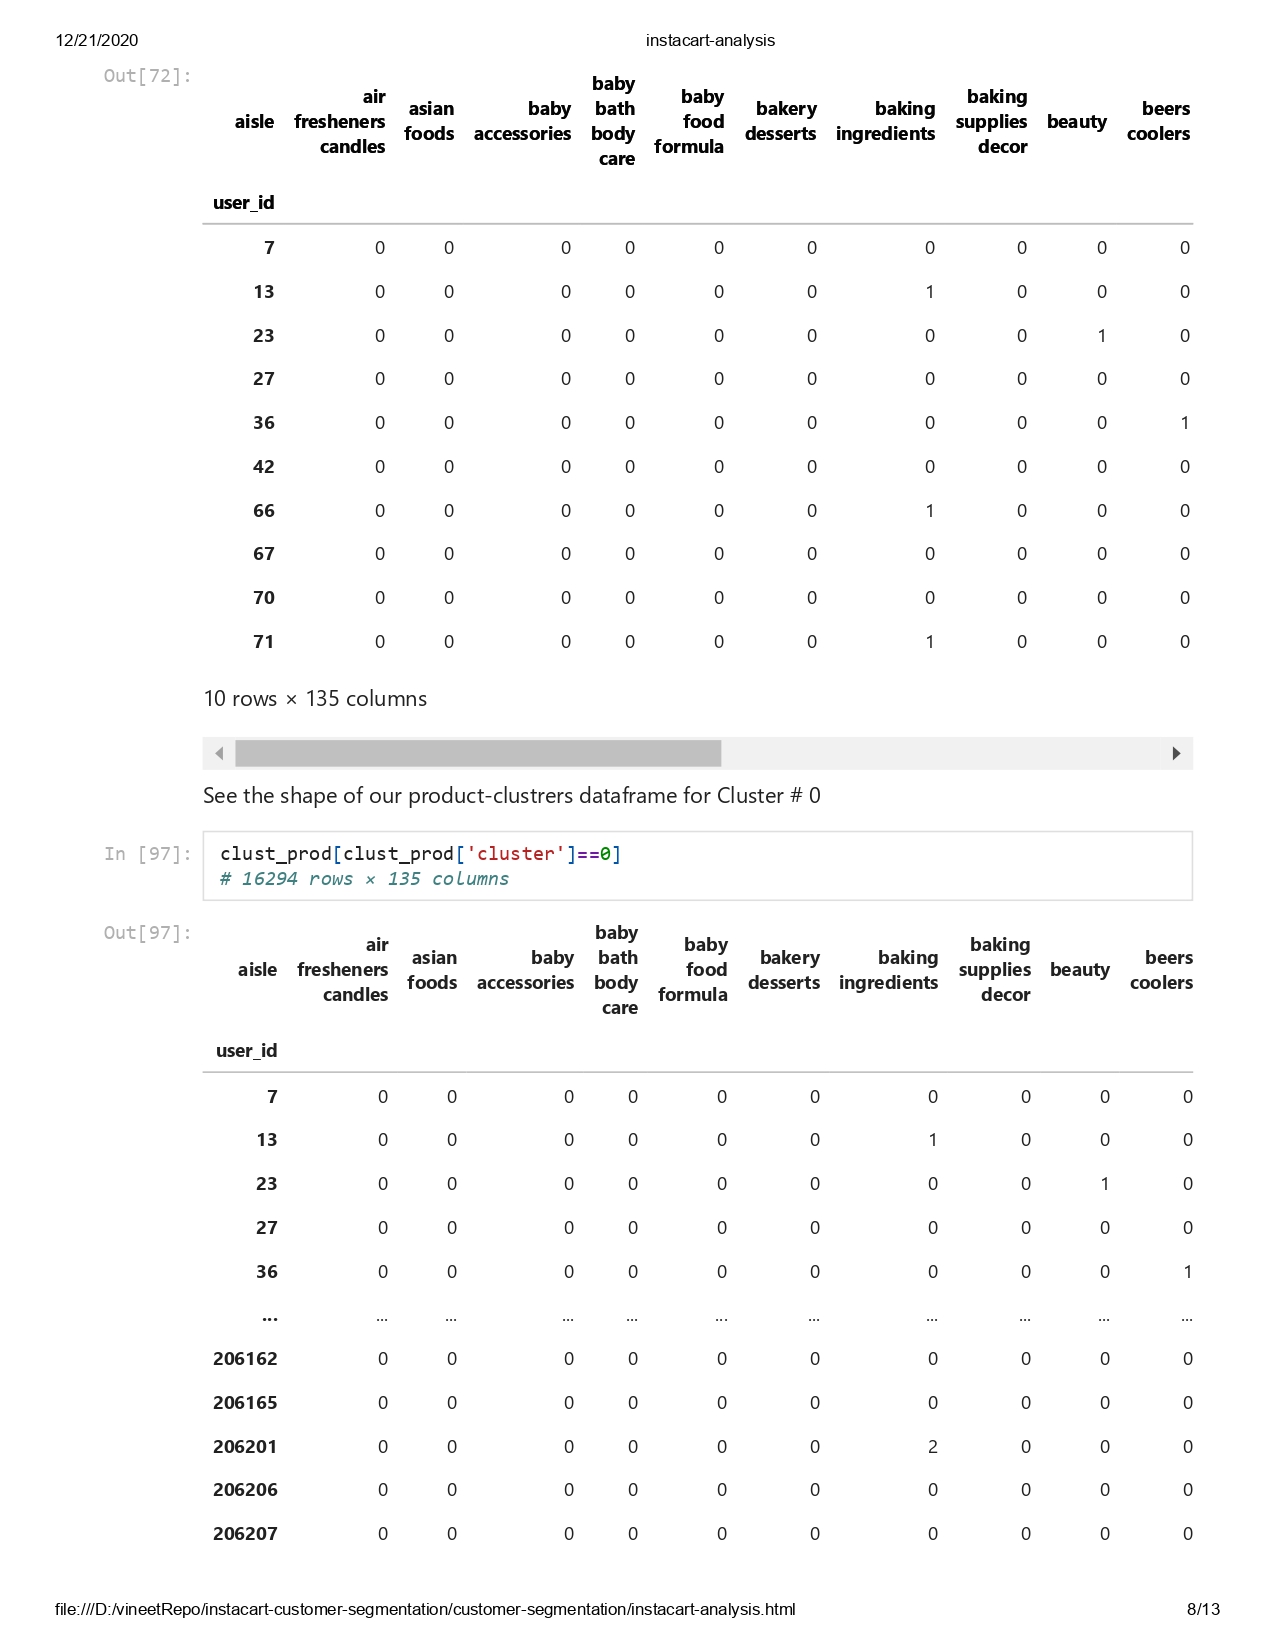 12/21/2020 instacart-analysis
Out[72]:
aisle air fresheners candles asian foods baby accessories baby bath body care baby food formula bakery desserts baking ingredients baking supplies decor beauty beers coolers
user_id
7 0 0 0 0 0 0 0 0 0 0
13 0 0 0 0 0 0 1 0 0 0
23 0 0 0 0 0 0 0 0 1 0
27 0 0 0 0 0 0 0 0 0 0
36 0 0 0 0 0 0 0 0 0 1
42 0 0 0 0 0 0 0 0 0 0
66 0 0 0 0 0 0 1 0 0 0
67 0 0 0 0 0 0 0 0 0 0
70 0 0 0 0 0 0 0 0 0 0
71 0 0 0 0 0 0 1 0 0 0
10 rows × 135 columns
See the shape of our product-clustrers dataframe for Cluster # 0
In [97]: clust_prod[clust_prod['cluster']==0]
# 16294 rows × 135 columns
Out[97]:
aisle air fresheners candles asian foods baby accessories baby bath body care baby food formula bakery desserts baking ingredients baking supplies decor beauty beers coolers
user_id
7 0 0 0 0 0 0 0 0 0 0
13 0 0 0 0 0 0 1 0 0 0
23 0 0 0 0 0 0 0 0 1 0
27 0 0 0 0 0 0 0 0 0 0
36 0 0 0 0 0 0 0 0 0 1
... ... ... ... ... ... ... ... ... ... ...
206162 0 0 0 0 0 0 0 0 0 0
206165 0 0 0 0 0 0 0 0 0 0
206201 0 0 0 0 0 0 2 0 0 0
206206 0 0 0 0 0 0 0 0 0 0
206207 0 0 0 0 0 0 0 0 0 0
file:///D:/vineetRepo/instacart-customer-segmentation/customer-segmentation/instacart-analysis.html 8/13